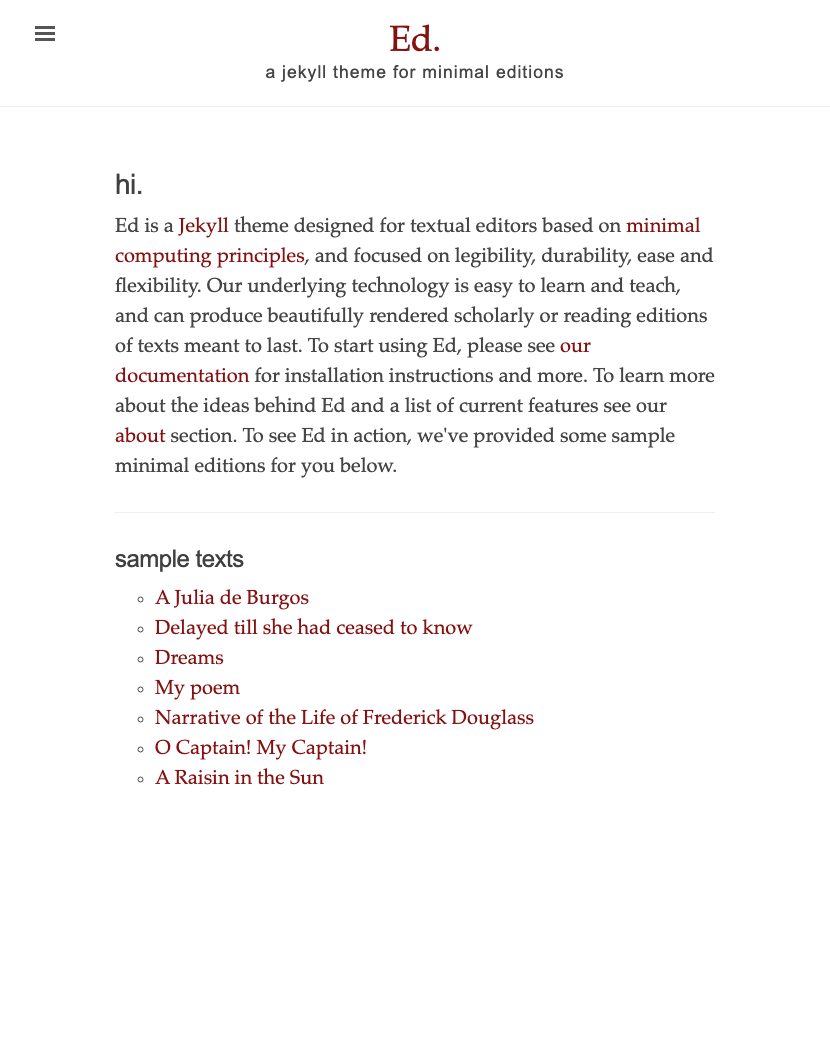 Ed.
a jekyll theme for minimal editions
hi.
Ed is a Jekyll theme designed for textual editors based on minimal
computing principles, and focused on legibility, durability, ease and
flexibility. Our underlying technology is easy to learn and teach,
and can produce beautifully rendered scholarly or reading editions
of texts meant to last. To start using Ed, please see our
documentation for installation instructions and more. To learn more
about the ideas behind Ed and a list of current features see our
about section. To see Ed in action, we've provided some sample
minimal editions for you below.
sample texts
A Julia de Burgos
Delayed till she had ceased to know
Dreams
My poem
Narrative of the Life of Frederick Douglass
O Captain! My Captain!
A Raisin in the Sun